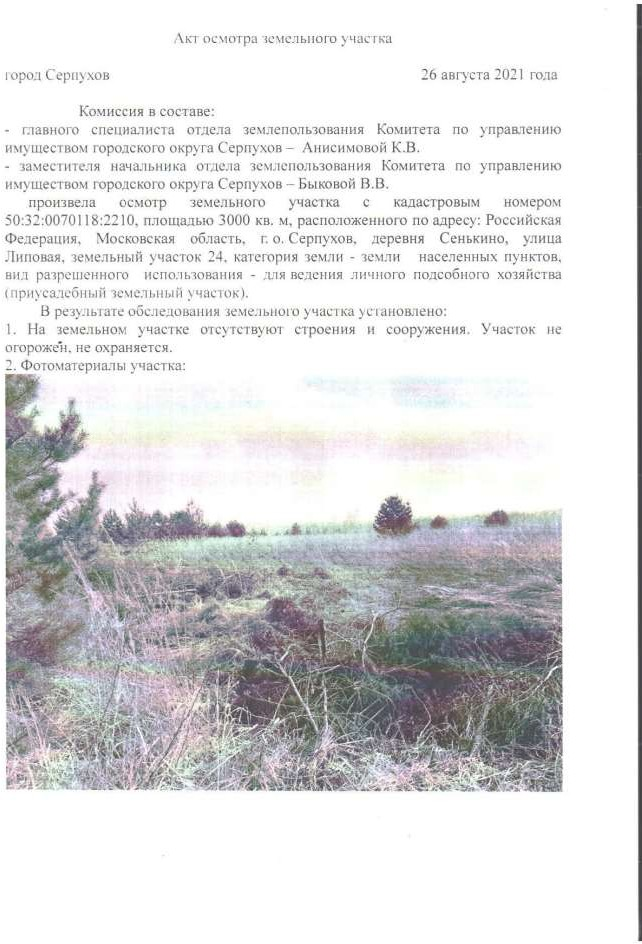 Акт осмотра земельного участка
город Серпухов 26 августа 2021 года
Комиссия в составе:
- главного специалиста отдела землепользования Комитета по управлению
имуществом городского округа Серпухов – Анисимовой К.В.
- заместителя начальника отдела землепользования Комитета по управлению
имуществом городского округа Серпухов – Быковой В.В.
произвела осмотр земельного участка с кадастровым номером
50:32:0070118:2210, площадью 3000 кв. м, расположенного по адресу: Российская
Федерация, Московская область, г. о. Серпухов, деревня Сенькино, улица
Липовая, земельный участок 24, категория земли - земли населенных пунктов,
вид разрешенного использования - для ведения личного подсобного хозяйства
(приусадебный земельный участок).
В результате обследования земельного участка установлено:
1. На земельном участке отсутствуют строения и сооружения. Участок не
огорожен, не охраняется.
2. Фотоматериалы участка: